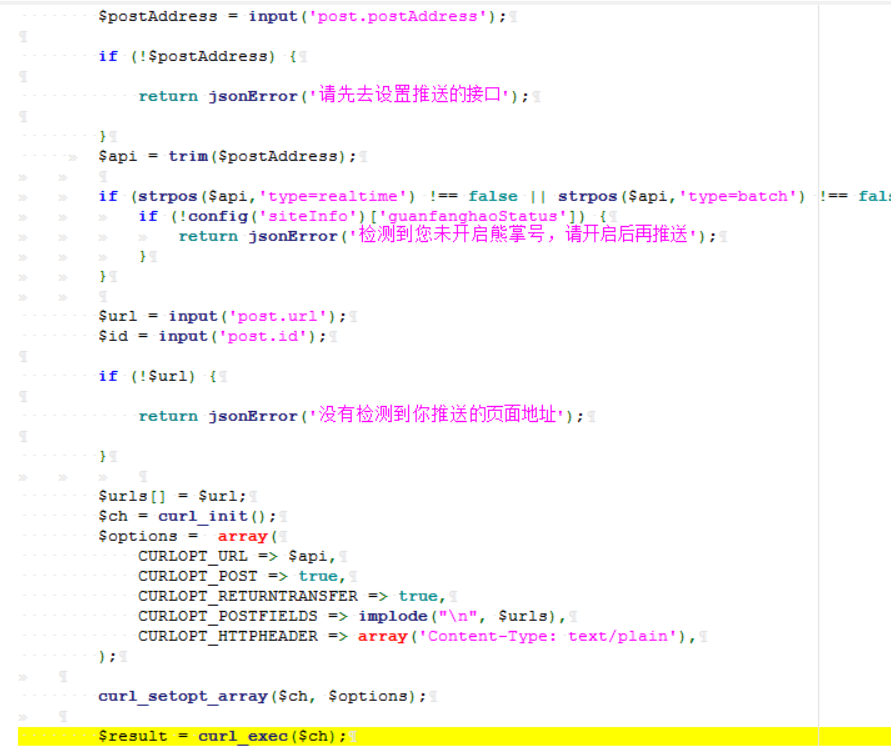 $postAddress = input('post.postAddress');
if (!$postAddress) {
return jsonError('请先去设置推送的接口');
}
$api = trim($postAddress);
if (strpos($api,'type=realtime') !== false || strpos($api,'type=batch') !== fals
if (!config('siteInfo')['guanfanghaoStatus']) {
return jsonError('检测到您未开启熊掌号，请开启后再推送');
}
}
$url = input('post.url');
$id = input('post.id');
if (!$url) {
return jsonError('没有检测到你推送的页面地址');
}
$urls[] = $url;
$ch = curl_init();
$options =  array(
CURLOPT_URL => $api,
CURLOPT_POST => true,
CURLOPT_RETURNTRANSFER => true,
CURLOPT_POSTFIELDS => implode("\n", $urls),
CURLOPT_HTTPHEADER => array('Content-Type: text/plain'),
);
curl_setopt_array($ch, $options);
$result = curl_exec($ch);